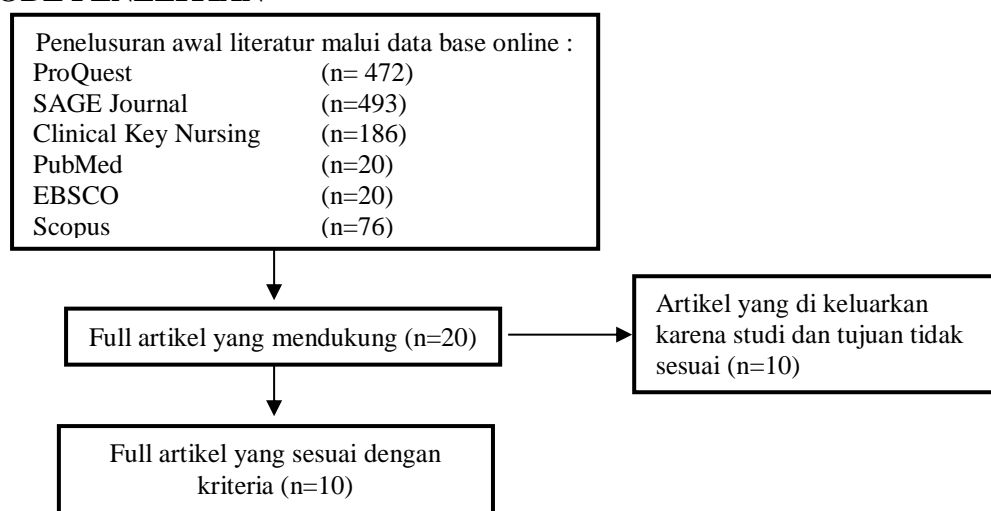 Penelusuran awal literatur malui data base online :
ProQuest (n= 472)
SAGE Journal (n=493)
Clinical Key Nursing (n=186)
PubMed (n=20)
EBSCO (n=20)
Scopus (n=76)
Full artikel yang mendukung (n=20)
Artikel yang di keluarkan
karena studi dan tujuan tidak
sesuai (n=10)
Full artikel yang sesuai dengan
kriteria (n=10)